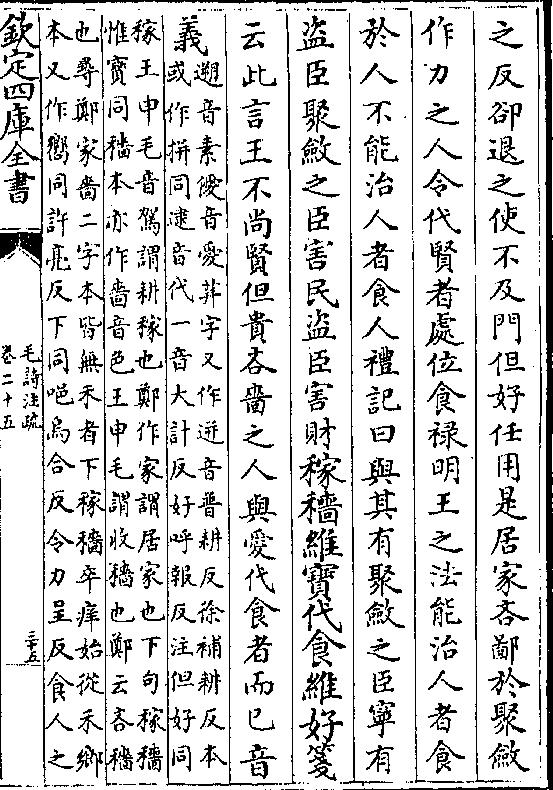 之反卻退之使不及門但好任用是居家吝鄙於聚斂
作力之人令代賢者處位食祿明王之法能治人者食
於人不能治人者食人禮記曰與其有聚斂之臣寧有
盜臣聚斂之臣害民盜臣害財稼穡維寶代食維好箋
云此言王不尚賢但貴吝嗇之人與愛代食者而已音
義遡音素僾音愛荓字又作迸音普耕反徐補耕反本
或作拼同逮音代一音大計反好呼報反注但好同
稼王申毛音駕謂耕稼也鄭作家謂居家也下句稼穡
惟寳同穡本亦作嗇音色王申毛謂收穡也鄭云吝穡
也尋鄭家嗇二字本皆無禾者下稼穡卒痒始從禾鄉
本又作嚮同許亮反下同唈烏合反令力呈反食人之
欽定四庫全書
毛詩注疏
卷二十五
三十五